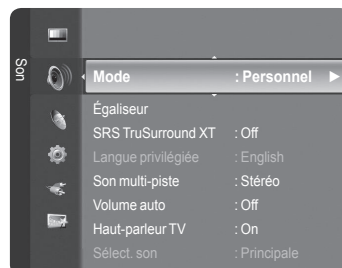 Son
Mode : Personnel
Égaliseur
SRS TruSurround XT : Off
Langue privilégiée : English
Son multi-piste : Stéréo
Volume auto : Off
Haut-parleur TV : On
Sélect. son : Principale